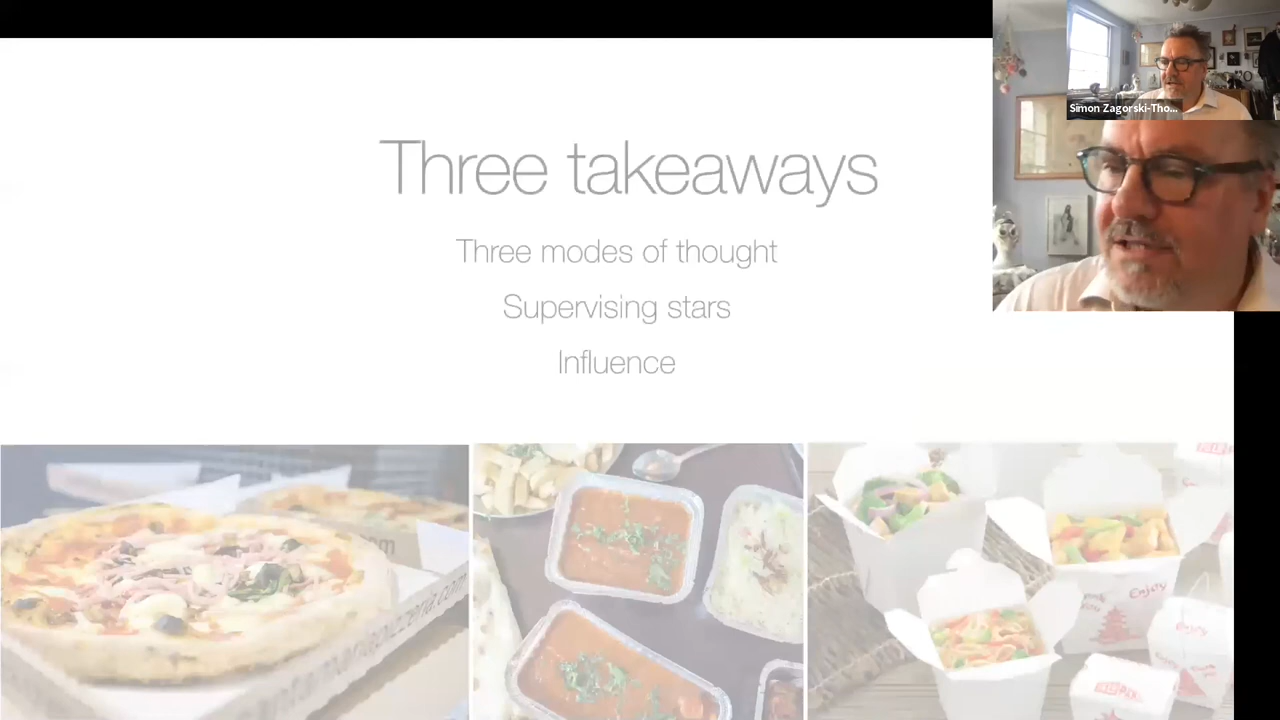 Three takeaways
Three modes of thought
Supervising stars
Influence
Simon Zagorski-Tho...
Enjoy
Enjoy